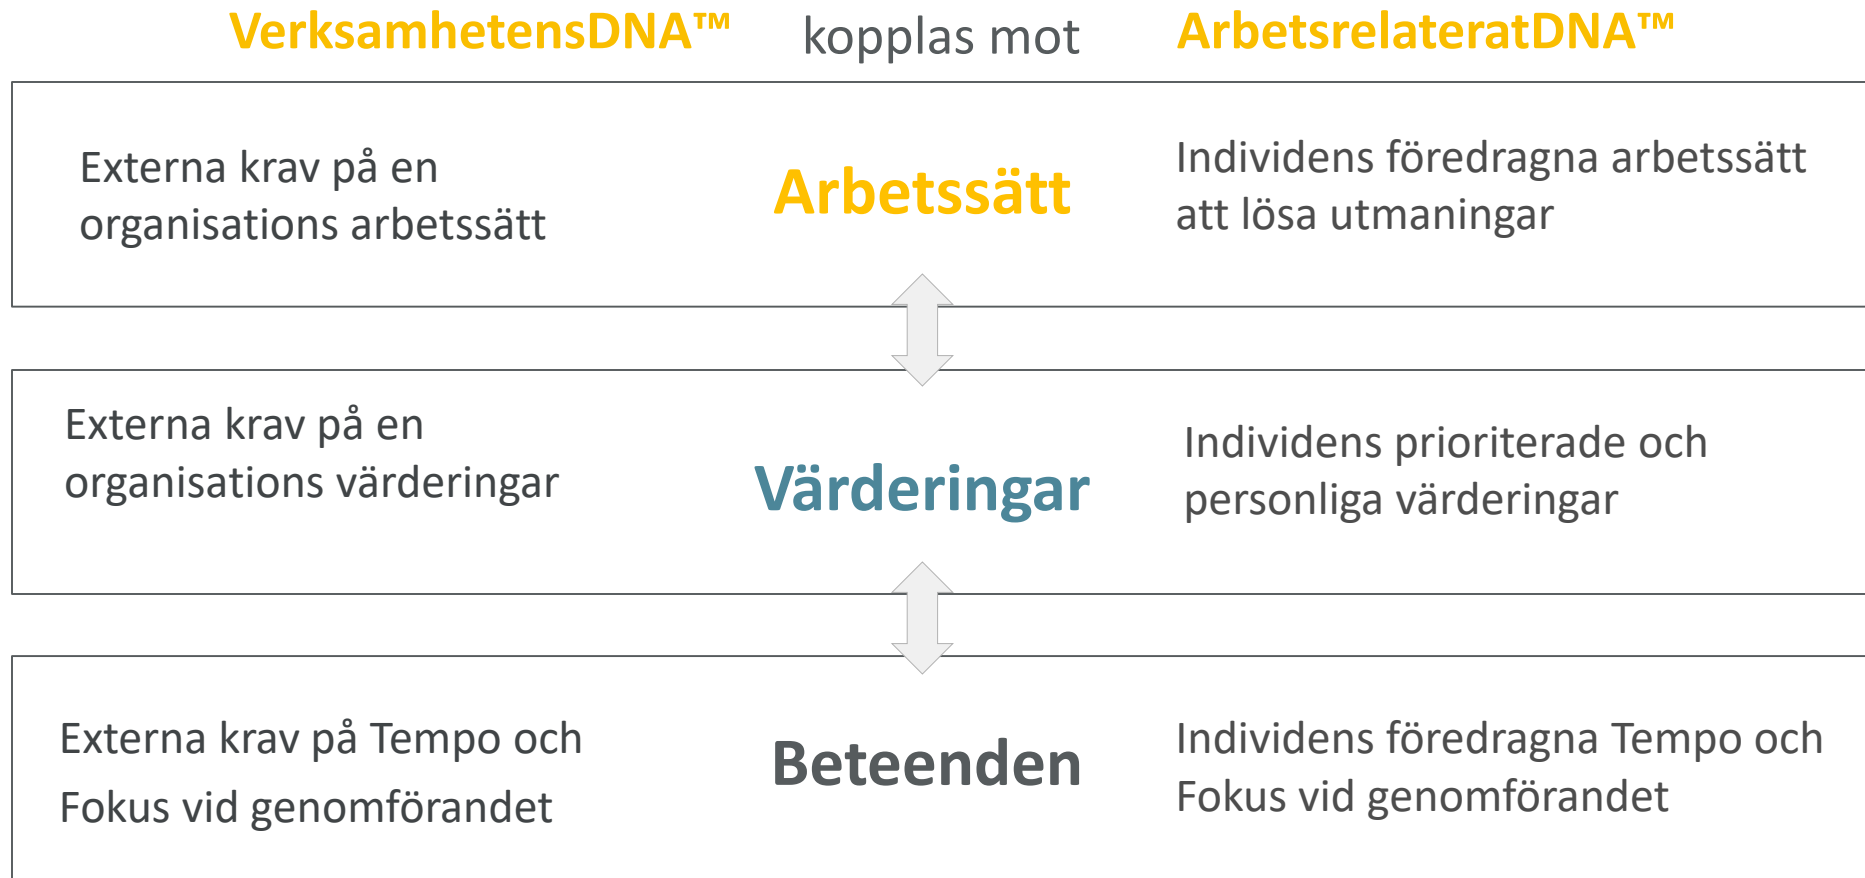 VerksamhetensDNA™ kopplas mot ArbetsrelateratDNA™
Externa krav på en
organisations arbetssätt
Arbetssätt
Individens föredragna arbetssätt
att lösa utmaningar
Externa krav på en
organisations värderingar
Värderingar
Individens prioriterade och
personliga värderingar
Externa krav på Tempo och
Fokus vid genomförandet
Beteenden
Individens föredragna Tempo och
Fokus vid genomförandet